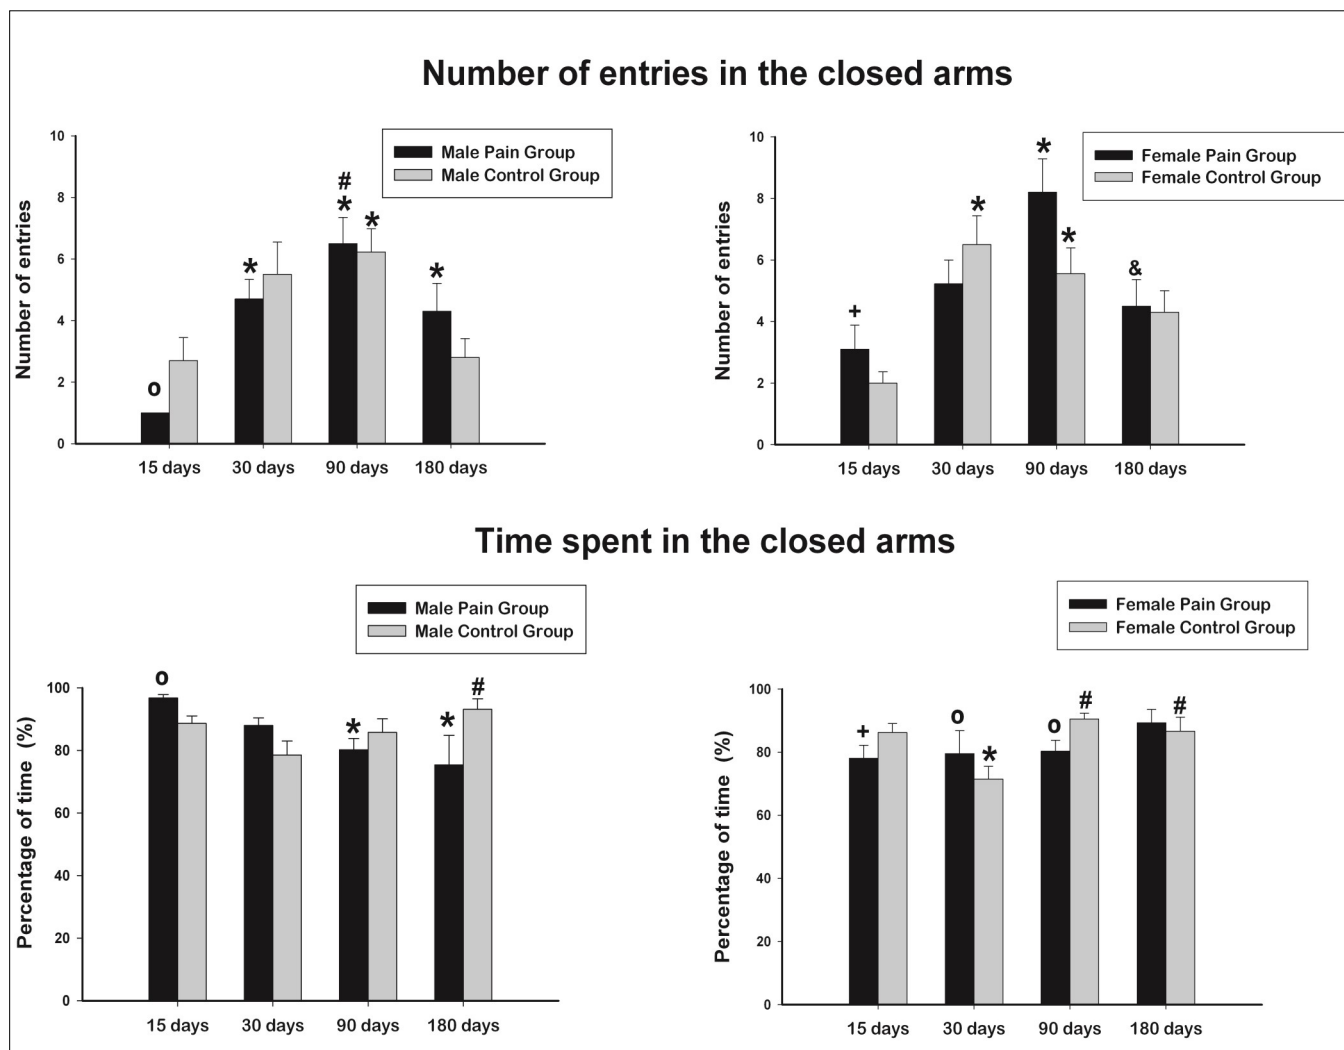 Number of entries in the closed arms
Number of entries
10
8
6
4
2
0
Male Pain Group
Male Control Group
o
*
#
*
*
*
15 days
30 days
90 days
180 days
Number of entries
10
8
6
4
2
0
Female Pain Group
Female Control Group
+
*
*
*
&
15 days
30 days
90 days
180 days
Time spent in the closed arms
Percentage of time (%)
100
80
60
40
20
0
Male Pain Group
Male Control Group
o
*
*
#
15 days
30 days
90 days
180 days
Percentage of time (%)
100
80
60
40
20
0
Female Pain Group
Female Control Group
+
o
*
o
#
#
15 days
30 days
90 days
180 days